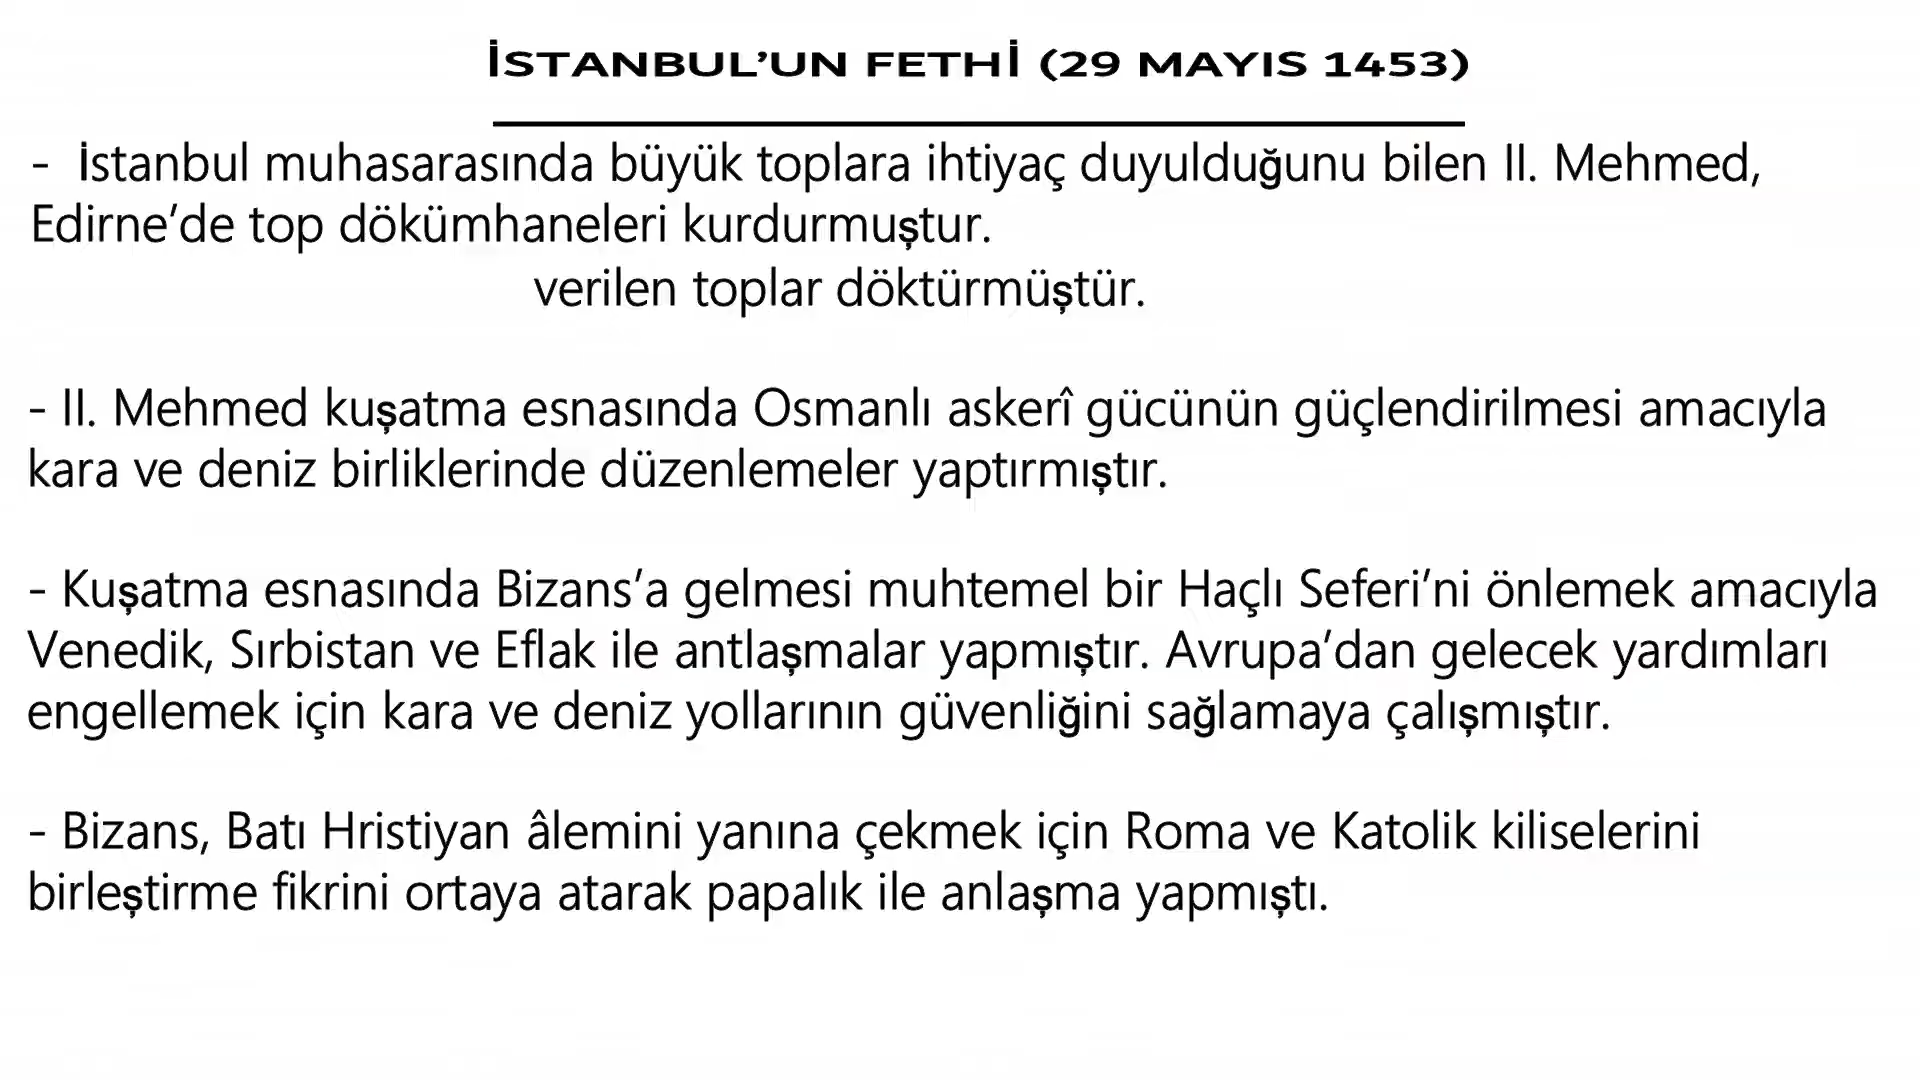 İSTANBUL’UN FETHİ (29 MAYIS 1453)
- İstanbul muhasarasında büyük toplara ihtiyaç duyulduğunu bilen II. Mehmed,
Edirne’de top dökümhaneleri kurdurmuştur.
verilen toplar döktürmüştür.
- II. Mehmed kuşatma esnasında Osmanlı askerî gücünün güçlendirilmesi amacıyla
kara ve deniz birliklerinde düzenlemeler yaptırmıştır.
- Kuşatma esnasında Bizans’a gelmesi muhtemel bir Haçlı Seferi’ni önlemek amacıyla
Venedik, Sırbistan ve Eflak ile antlaşmalar yapmıştır. Avrupa’dan gelecek yardımları
engellemek için kara ve deniz yollarının güvenliğini sağlamaya çalışmıştır.
- Bizans, Batı Hristiyan âlemini yanına çekmek için Roma ve Katolik kiliselerini
birleştirme fikrini ortaya atarak papalık ile anlaşma yapmıştı.